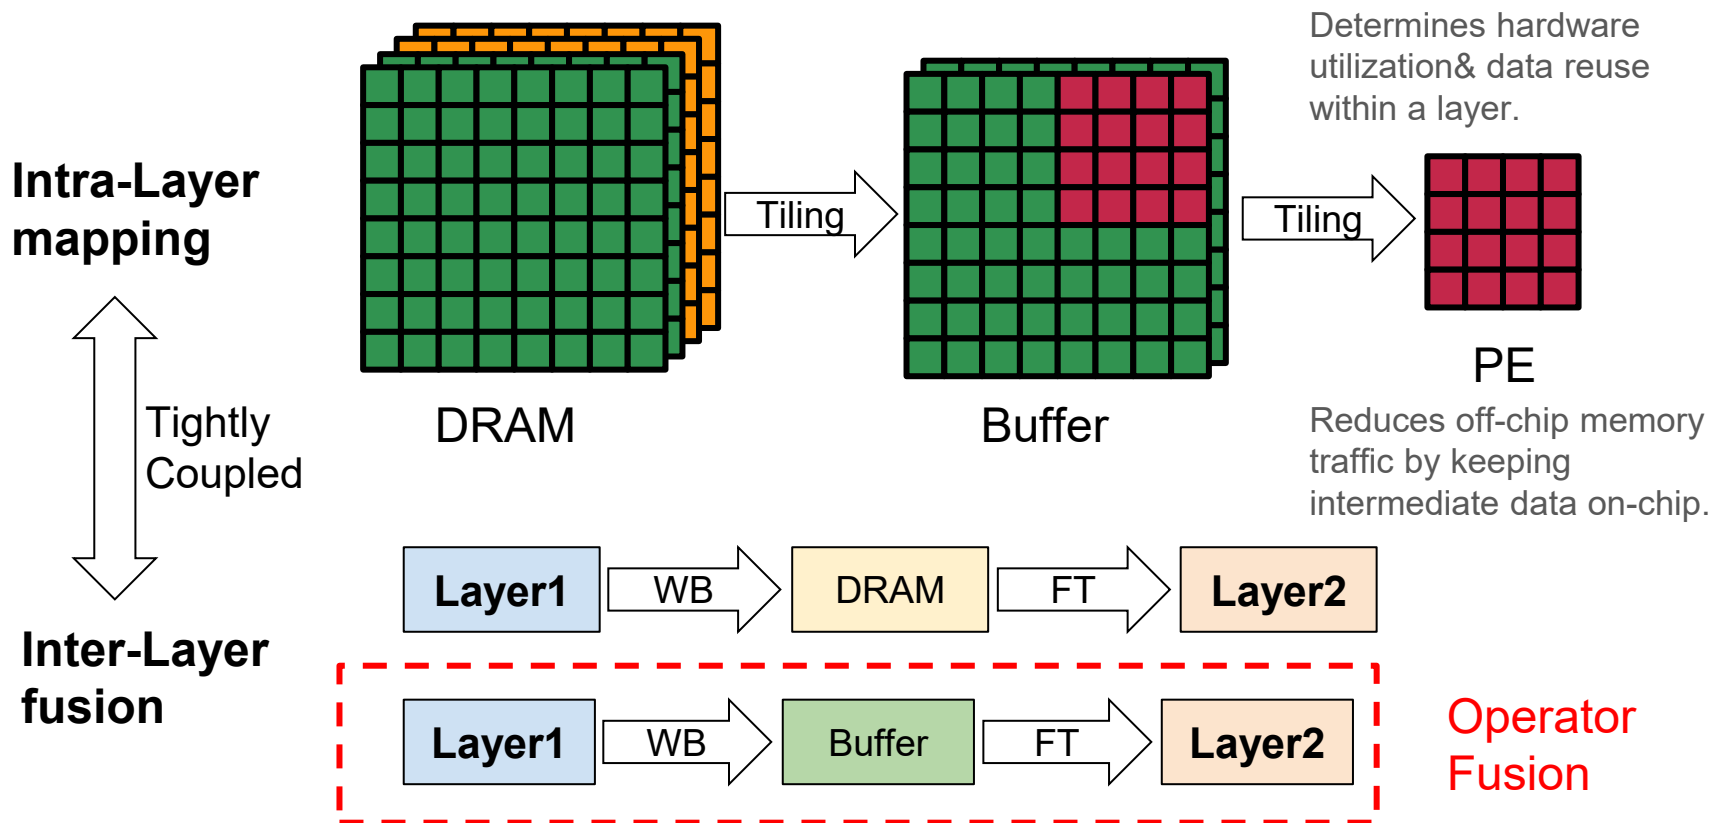 Determines hardware
utilization& data reuse
within a layer.
Intra-Layer
mapping
Tiling
Tiling
DRAM
Buffer
PE
Tightly
Coupled
Reduces off-chip memory
traffic by keeping
intermediate data on-chip.
Layer1
WB
DRAM
FT
Layer2
Inter-Layer
fusion
Layer1
WB
Buffer
FT
Layer2
Operator
Fusion